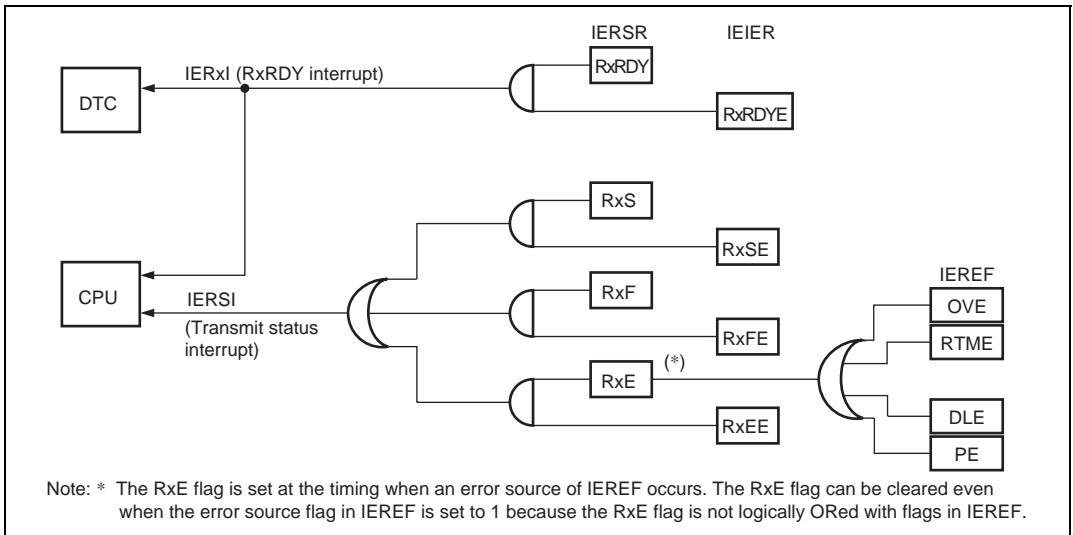 IERSR IEIER
RxRDY
IERxI (RxRDY interrupt)
DTC
RxRDYE
RxS
RxSE
IEREF
CPU
RxF
OVE
IERSI
(Transmit status
interrupt)
RxFE
RTME
RxE
(*)
DLE
RxEE
PE
Note: * The RxE flag is set at the timing when an error source of IEREF occurs. The RxE flag can be cleared even
when the error source flag in IEREF is set to 1 because the RxE flag is not logically ORed with flags in IEREF.